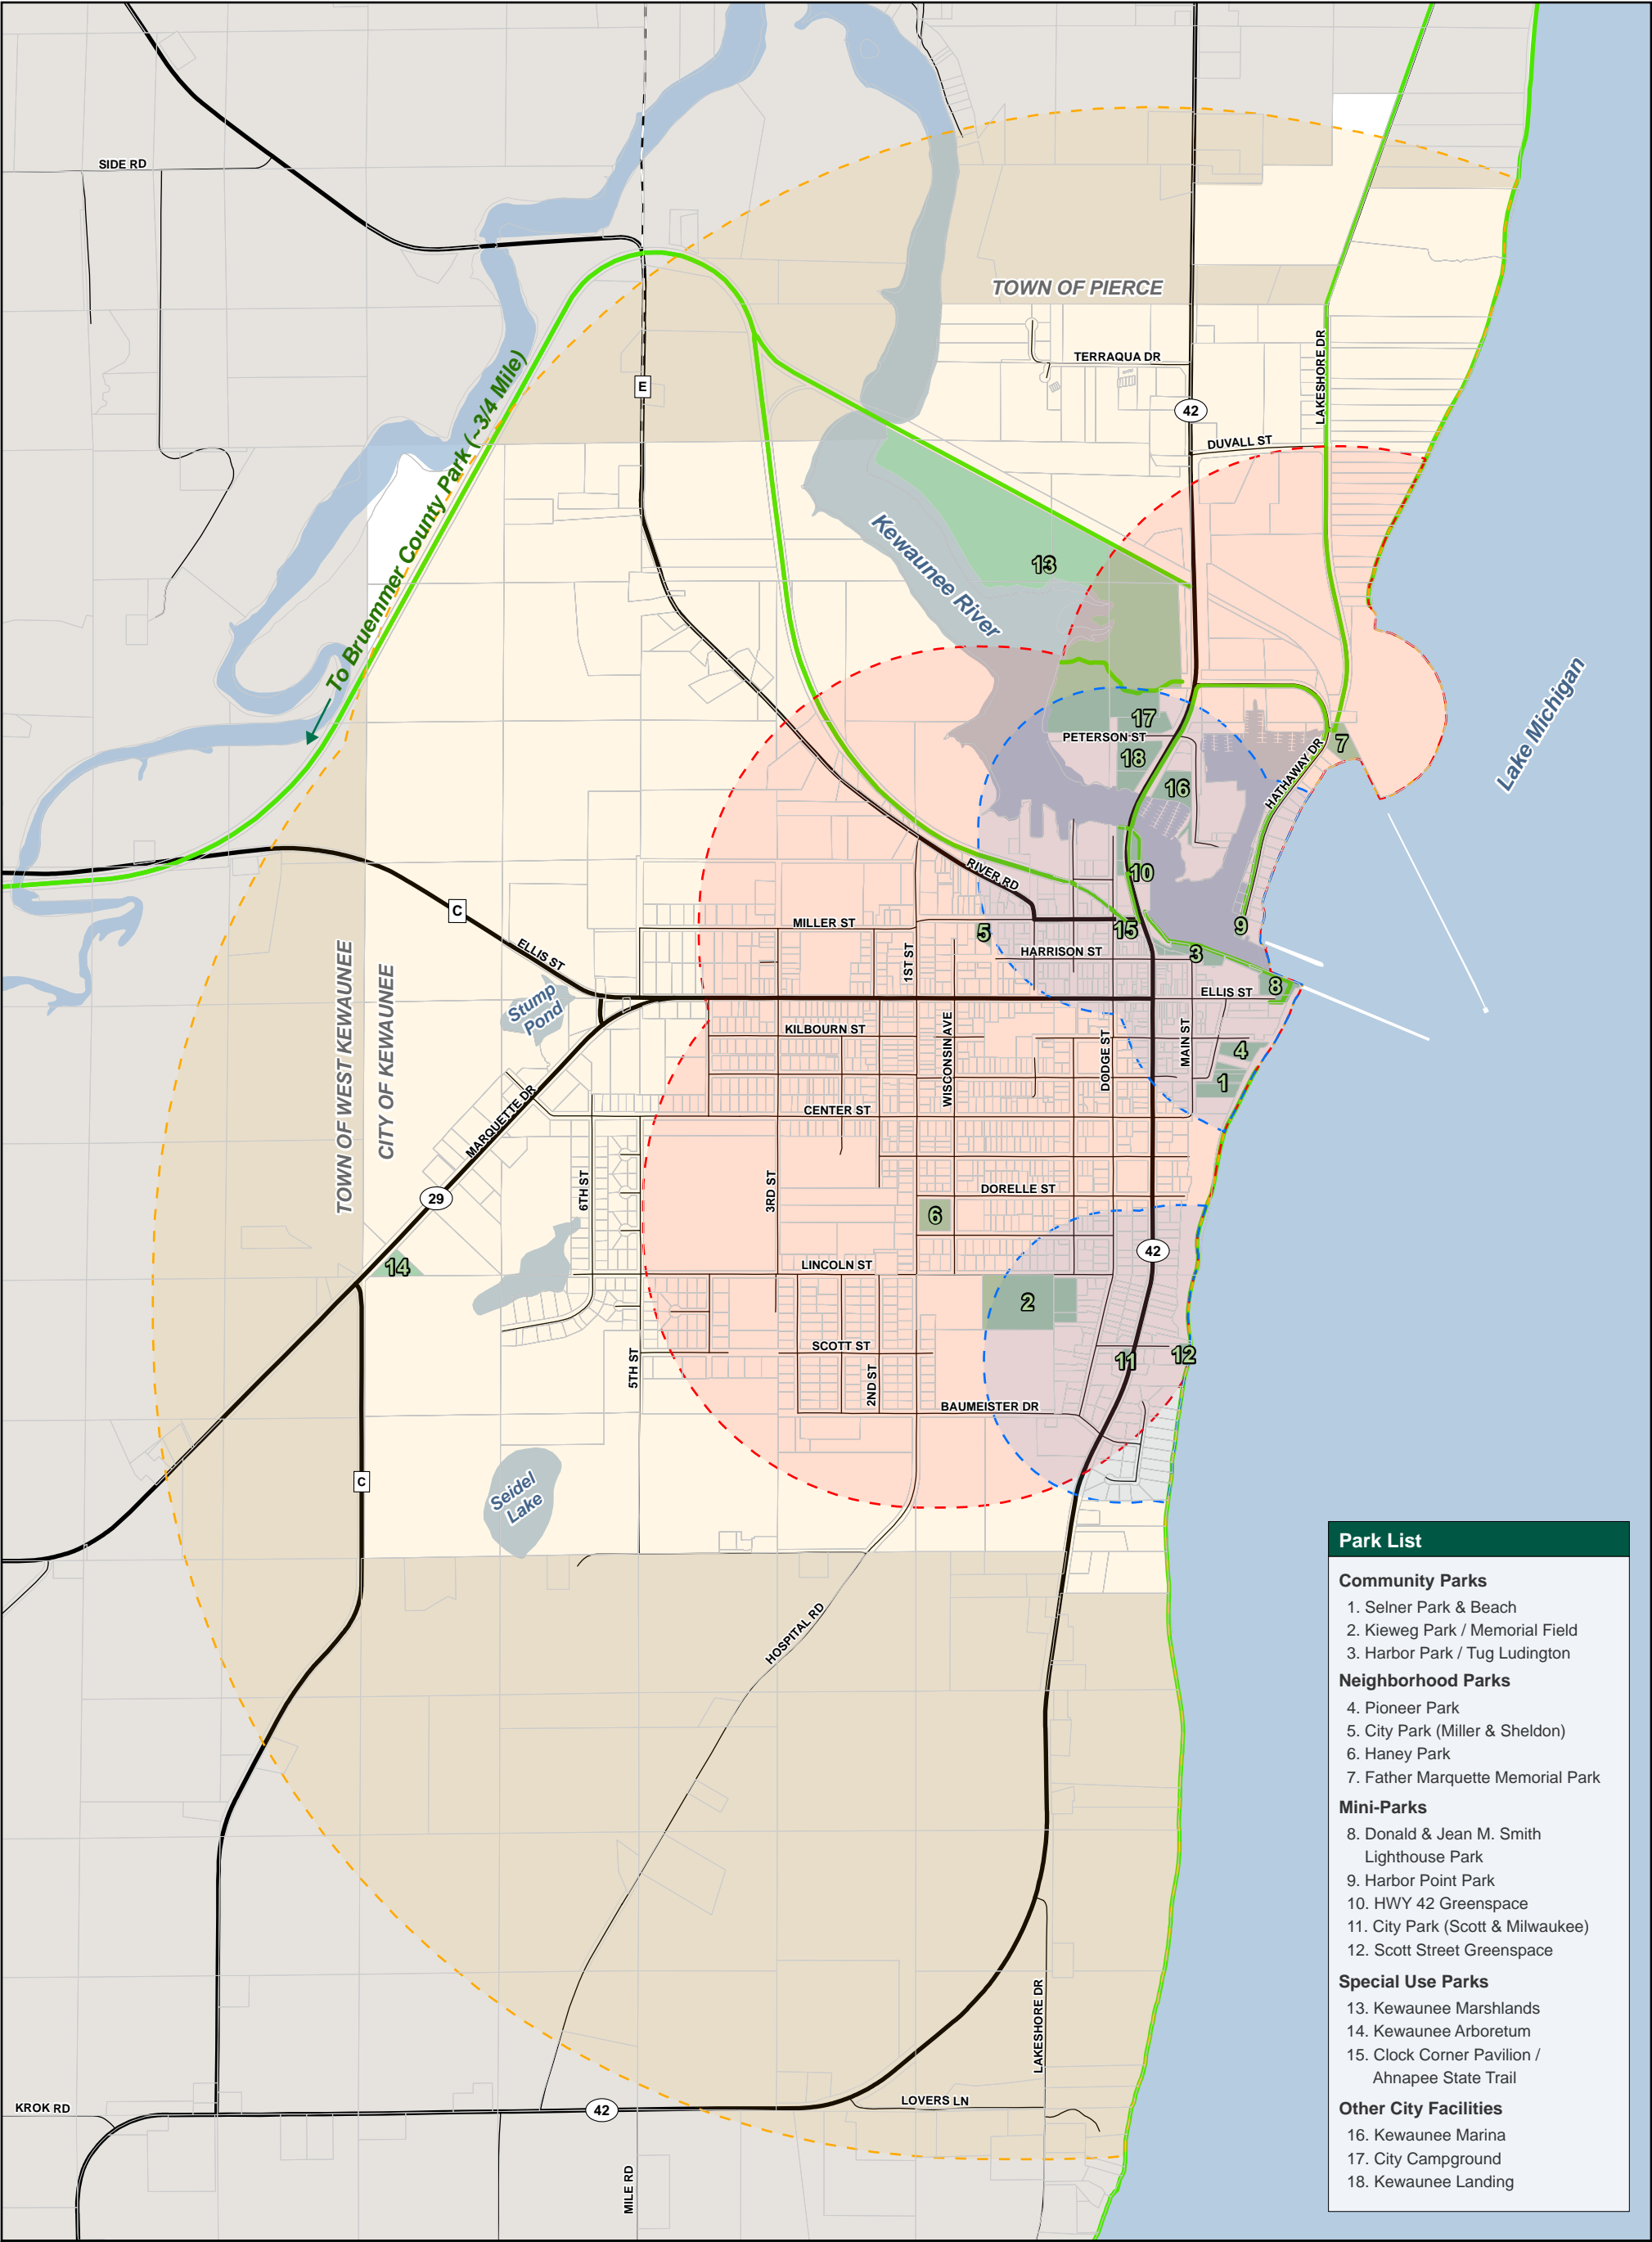 SIDE RD
TOWN OF PIERCE
TERRAQUA DR
LAKESHORE DR
E
42
DUVALL ST
To Bruemmer County Park (~3/4 Mile)
Kewaunee River
13
17
PETERSON ST
18
7
16
HATHAWAY DR
Lake Michigan
10
RIVER RD
C
MILLER ST
5
15
9
HARRISON ST
3
ELLIS ST
1ST ST
8
ELLIS ST
Stump
Pond
KILBOURN ST
WISCONSIN AVE
DODGE ST
MAIN ST
4
1
TOWN OF WEST KEWAUNEE
CITY OF KEWAUNEE
MARQUETTE DR
CENTER ST
29
6TH ST
3RD ST
DORELLE ST
6
42
14
LINCOLN ST
2
SCOTT ST
11
12
5TH ST
2ND ST
BAUMEISTER DR
C
Seidel
Lake
HOSPITAL RD
LAKESHORE DR
LOVERS LN
KROK RD
42
MILE RD
Park List
Community Parks
1. Selner Park & Beach
2. Kieweg Park / Memorial Field
3. Harbor Park / Tug Ludington
Neighborhood Parks
4. Pioneer Park
5. City Park (Miller & Sheldon)
6. Haney Park
7. Father Marquette Memorial Park
Mini-Parks
8. Donald & Jean M. Smith
Lighthouse Park
9. Harbor Point Park
10. HWY 42 Greenspace
11. City Park (Scott & Milwaukee)
12. Scott Street Greenspace
Special Use Parks
13. Kewaunee Marshlands
14. Kewaunee Arboretum
15. Clock Corner Pavilion /
Ahnapee State Trail
Other City Facilities
16. Kewaunee Marina
17. City Campground
18. Kewaunee Landing